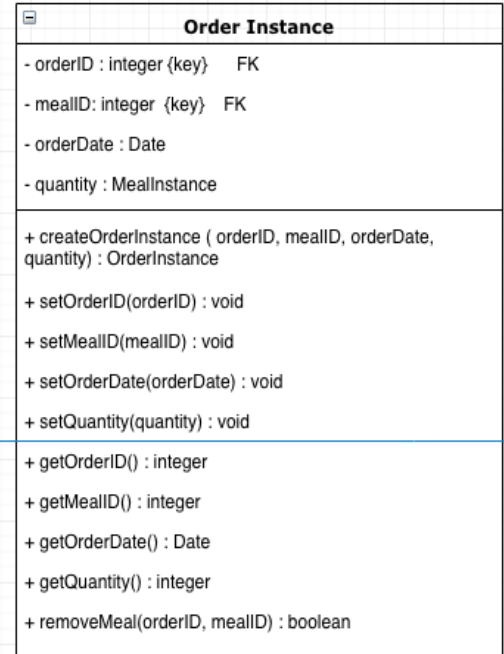 Order Instance
- orderID : integer {key} FK
- mealID: integer {key} FK
- orderDate : Date
- quantity : MealInstance
+ createOrderInstance ( orderID, mealID, orderDate,
quantity) : OrderInstance
+ setOrderID(orderID) : void
+ setMealID(mealID) : void
+ setOrderDate(orderDate) : void
+ setQuantity(quantity) : void
+ getOrderID() : integer
+ getMealID() : integer
+ getOrderDate() : Date
+ getQuantity() : integer
+ removeMeal(orderID, mealID) : boolean